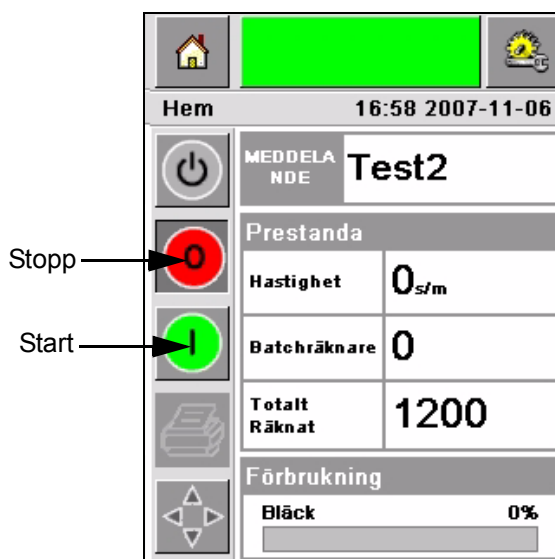 Hem 16:58 2007-11-06
MEDDELA
NDE
Test2
Prestanda
Stopp
O
Hastighet 0s/m
Start
I
Batchräknare 0
Totalt
Räknat
1200
Förbrukning
Bläck 0%